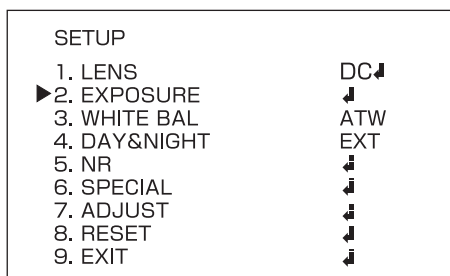 SETUP
1. LENS DC↲
▶2. EXPOSURE ↲
3. WHITE BAL ATW
4. DAY&NIGHT EXT
5. NR ↲
6. SPECIAL ↲
7. ADJUST ↲
8. RESET ↲
9. EXIT ↲